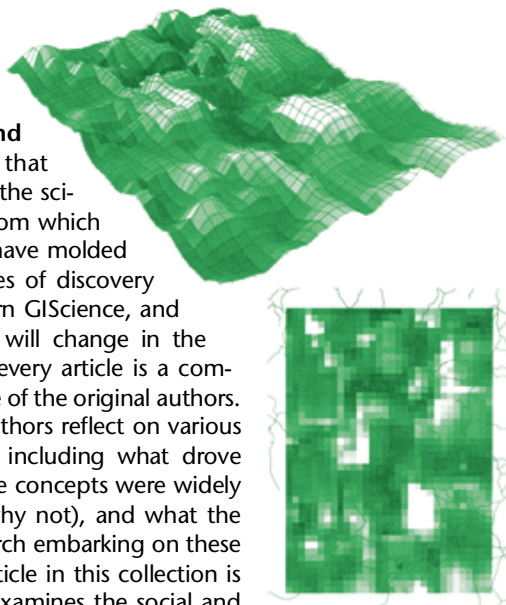 nd
that
the sci-
om which
have molded
es of discovery
rn GIScience, and
will change in the
every article is a com-
e of the original authors.
thors reflect on various
including what drove
e concepts were widely
hy not), and what the
rch embarking on these
ticle in this collection is
xamines the social and